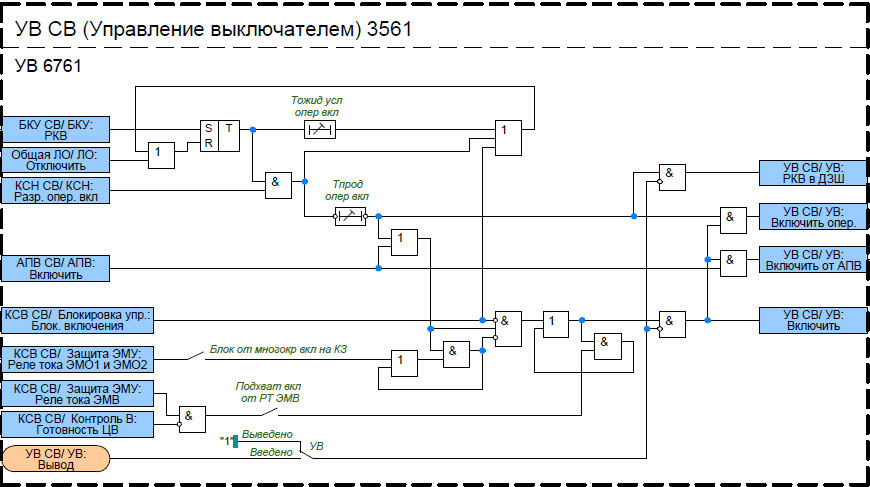 УВ СВ (Управление выключателем) 3561
УВ 6761
Тожид усл
опер вкл
БКУ СВ/ БКУ:
РКВ
S T
R
1
Общая ЛО/ ЛО:
Отключить
1
КСН СВ/ КСН:
Разр. опер. вкл
&
Тпрод
опер вкл
&
УВ СВ/ УВ:
РКВ в ДЗШ
&
УВ СВ/ УВ:
Включить опер.
1
АПВ СВ/ АПВ:
Включить
&
УВ СВ/ УВ:
Включить от АПВ
КСВ СВ/ Блокировка упр.:
Блок. включения
&
1
&
УВ СВ/ УВ:
Включить
КСВ СВ/ Защита ЭМУ:
Реле тока ЭМО1 и ЭМО2
Блок от многокр вкл на КЗ
1
&
&
КСВ СВ/ Защита ЭМУ:
Реле тока ЭМВ
Подхват вкл
от РТ ЭМВ
КСВ СВ/ Контроль В:
Готовность ЦВ
&
"1"
Выведено
УВ
УВ СВ/ УВ:
Вывод
Введено